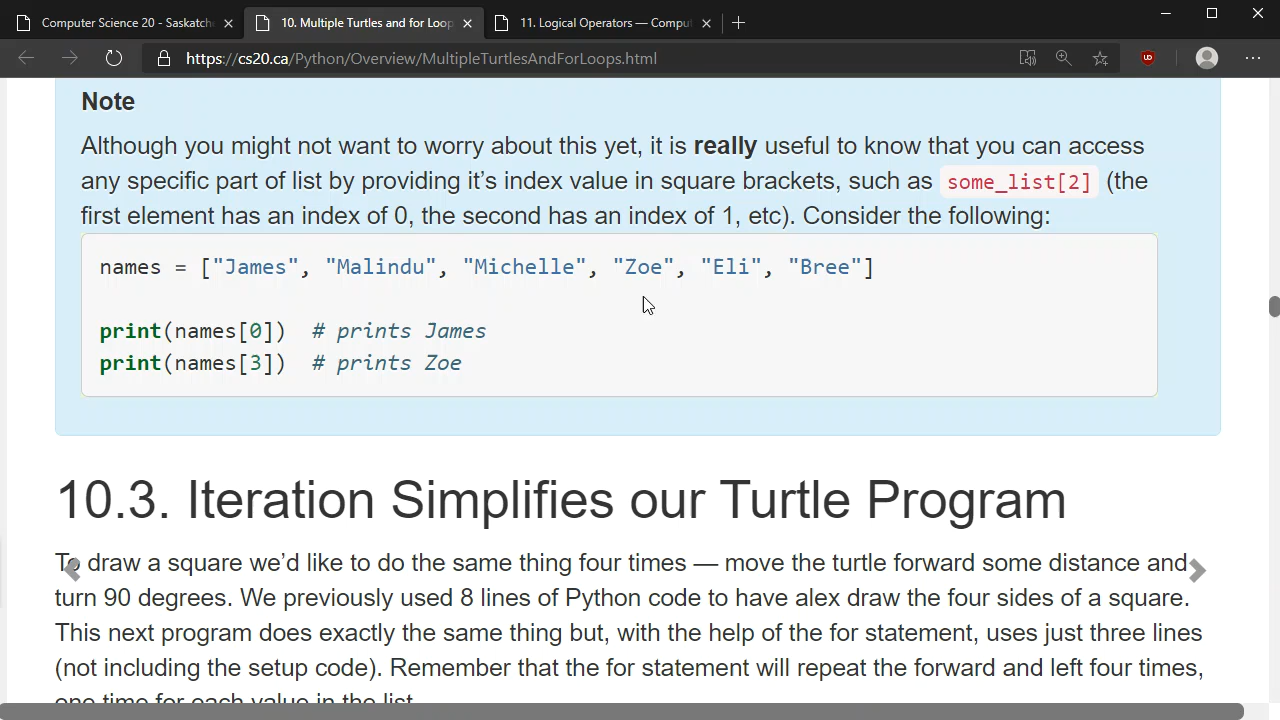 Computer Science 20 - Saskatch
10. Multiple Turtles and for Loop
11. Logical Operators — Comput
https://cs20.ca/Python/Overview/MultipleTurtlesAndForLoops.html
Note
Although you might not want to worry about this yet, it is really useful to know that you can access
any specific part of list by providing it’s index value in square brackets, such as some_list[2] (the
first element has an index of 0, the second has an index of 1, etc). Consider the following:
names = ["James", "Malindu", "Michelle", "Zoe", "Eli", "Bree"]
print(names[0])  # prints James
print(names[3])  # prints Zoe
10.3. Iteration Simplifies our Turtle Program
To draw a square we’d like to do the same thing four times — move the turtle forward some distance and
turn 90 degrees. We previously used 8 lines of Python code to have alex draw the four sides of a square.
This next program does exactly the same thing but, with the help of the for statement, uses just three lines
(not including the setup code). Remember that the for statement will repeat the forward and left four times,
one time for each value in the list.